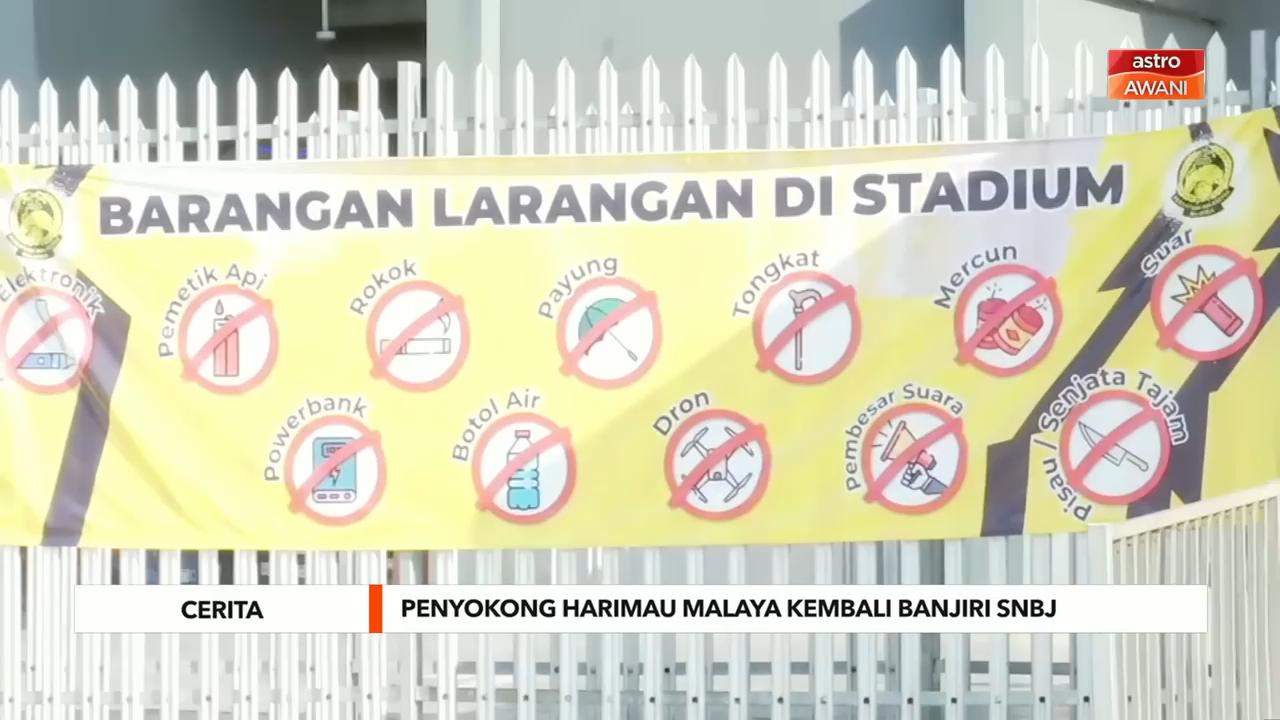 astro
AWANI
BARANGAN LARANGAN DI STADIUM
Elektronik
Pemetik Api
Rokok
Payung
Tongkat
Mercun
Suar
Powerbank
Botol Air
Dron
Pembesar Suara
Pisau / Senjata Tajam
CERITA
PENYOKONG HARIMAU MALAYA KEMBALI BANJIRI SNBJ